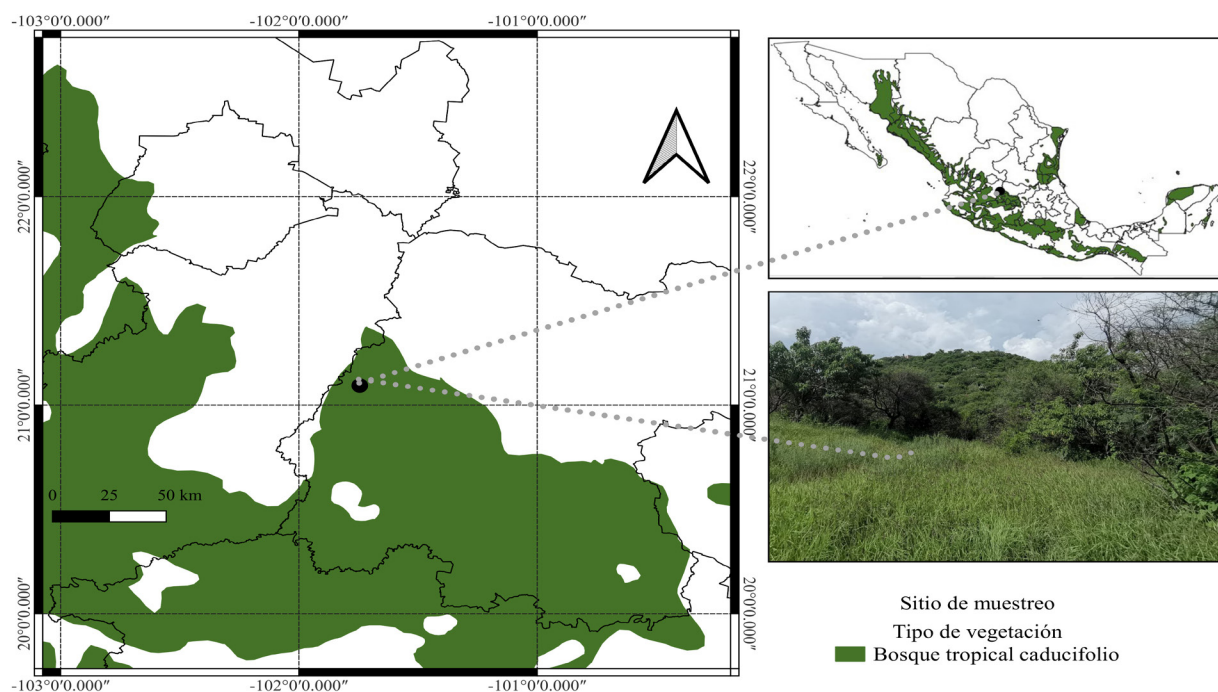 -103°0'0.000″ -102°0'0.000″ -101°0'0.000″
22°0'0.000″ 22°0'0.000″
21°0'0.000″ 21°0'0.000″
0 25 50 km
20°0'0.000″ 20°0'0.000″
-103°0'0.000″ -102°0'0.000″ -101°0'0.000″
Sitio de muestreo
Tipo de vegetación
Bosque tropical caducifolio